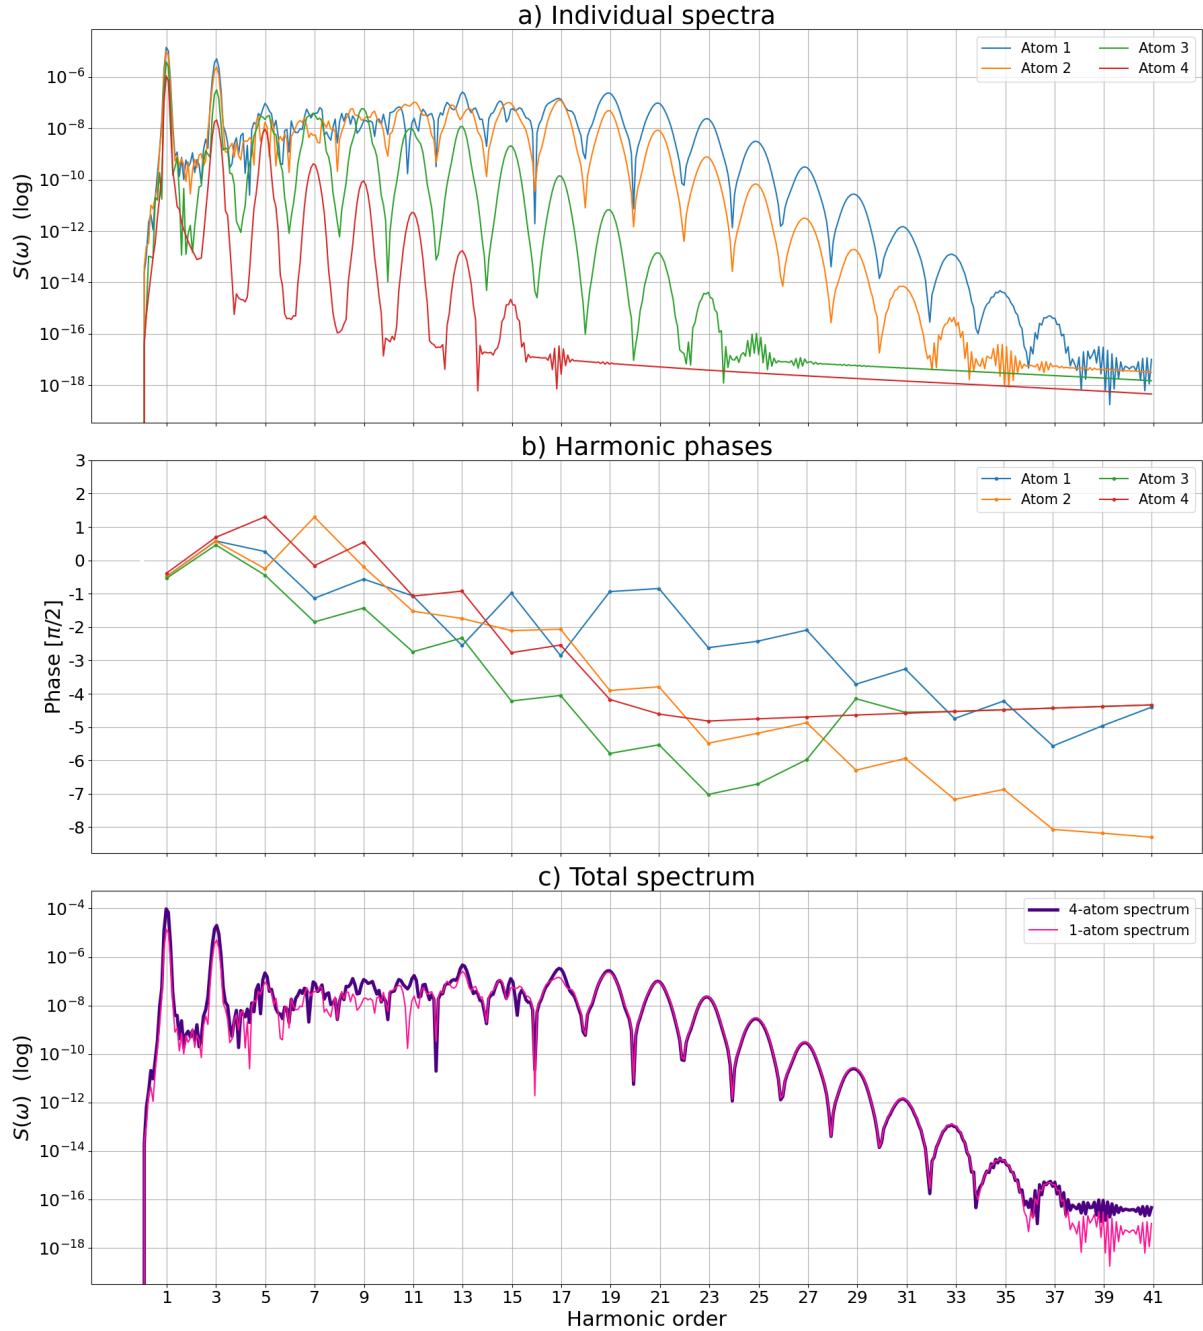 a) Individual spectra
Atom 1 Atom 3
Atom 2 Atom 4
10⁻⁶
10⁻⁸
10⁻¹⁰
10⁻¹²
10⁻¹⁴
10⁻¹⁶
10⁻¹⁸
S(ω) (log)
b) Harmonic phases
Atom 1 Atom 3
Atom 2 Atom 4
3
2
1
0
-1
-2
-3
-4
-5
-6
-7
-8
Phase [π/2]
c) Total spectrum
4-atom spectrum
1-atom spectrum
10⁻⁴
10⁻⁶
10⁻⁸
10⁻¹⁰
10⁻¹²
10⁻¹⁴
10⁻¹⁶
10⁻¹⁸
S(ω) (log)
1 3 5 7 9 11 13 15 17 19 21 23 25 27 29 31 33 35 37 39 41
Harmonic order